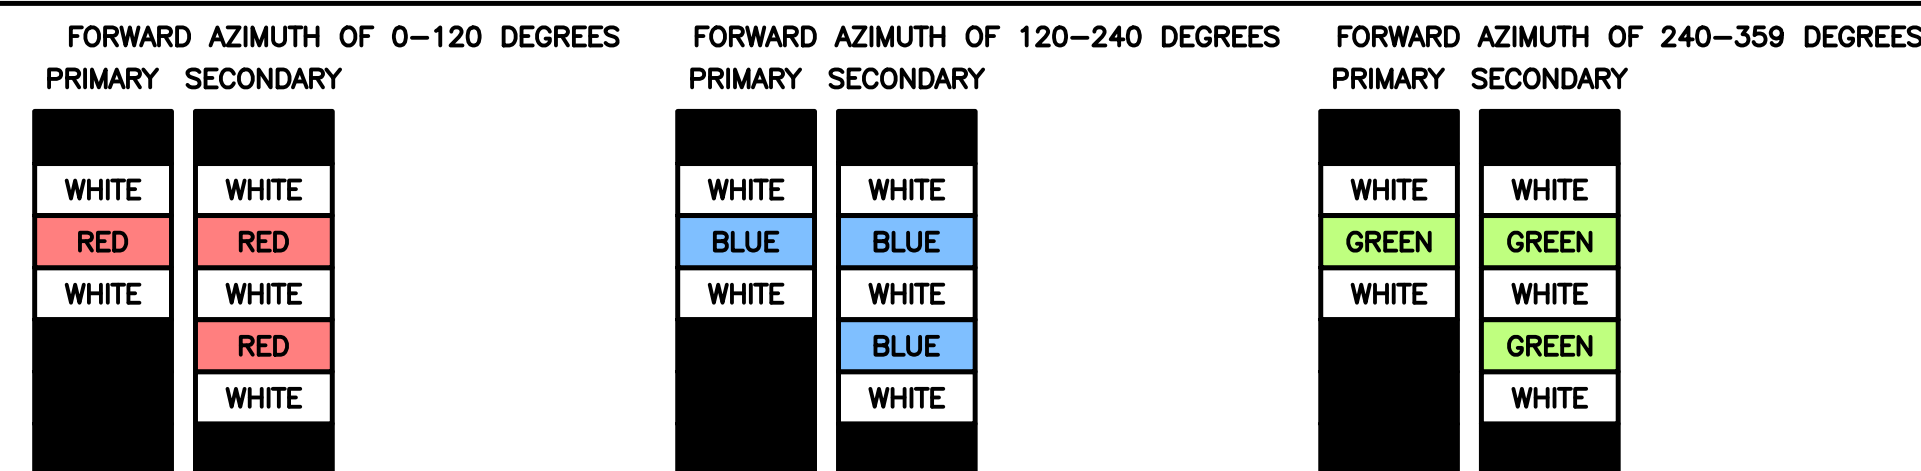 FORWARD AZIMUTH OF 0-120 DEGREES
PRIMARY SECONDARY
WHITE WHITE
RED RED
WHITE WHITE
RED
WHITE
FORWARD AZIMUTH OF 120-240 DEGREES
PRIMARY SECONDARY
WHITE WHITE
BLUE BLUE
WHITE WHITE
BLUE
WHITE
FORWARD AZIMUTH OF 240-359 DEGREES
PRIMARY SECONDARY
WHITE WHITE
GREEN GREEN
WHITE WHITE
GREEN
WHITE